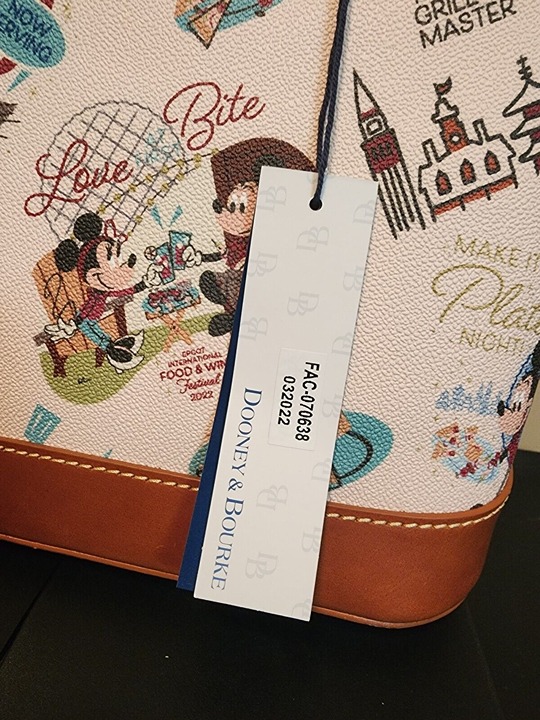 NOW
SERVING
GRILL
MASTER
Love Bite
EPCOT
INTERNATIONAL
FOOD & WIN
Festival
2022
MAKE IT
Plat
NIGHT
FAC-070638
032022
DOONEY & BOURKE